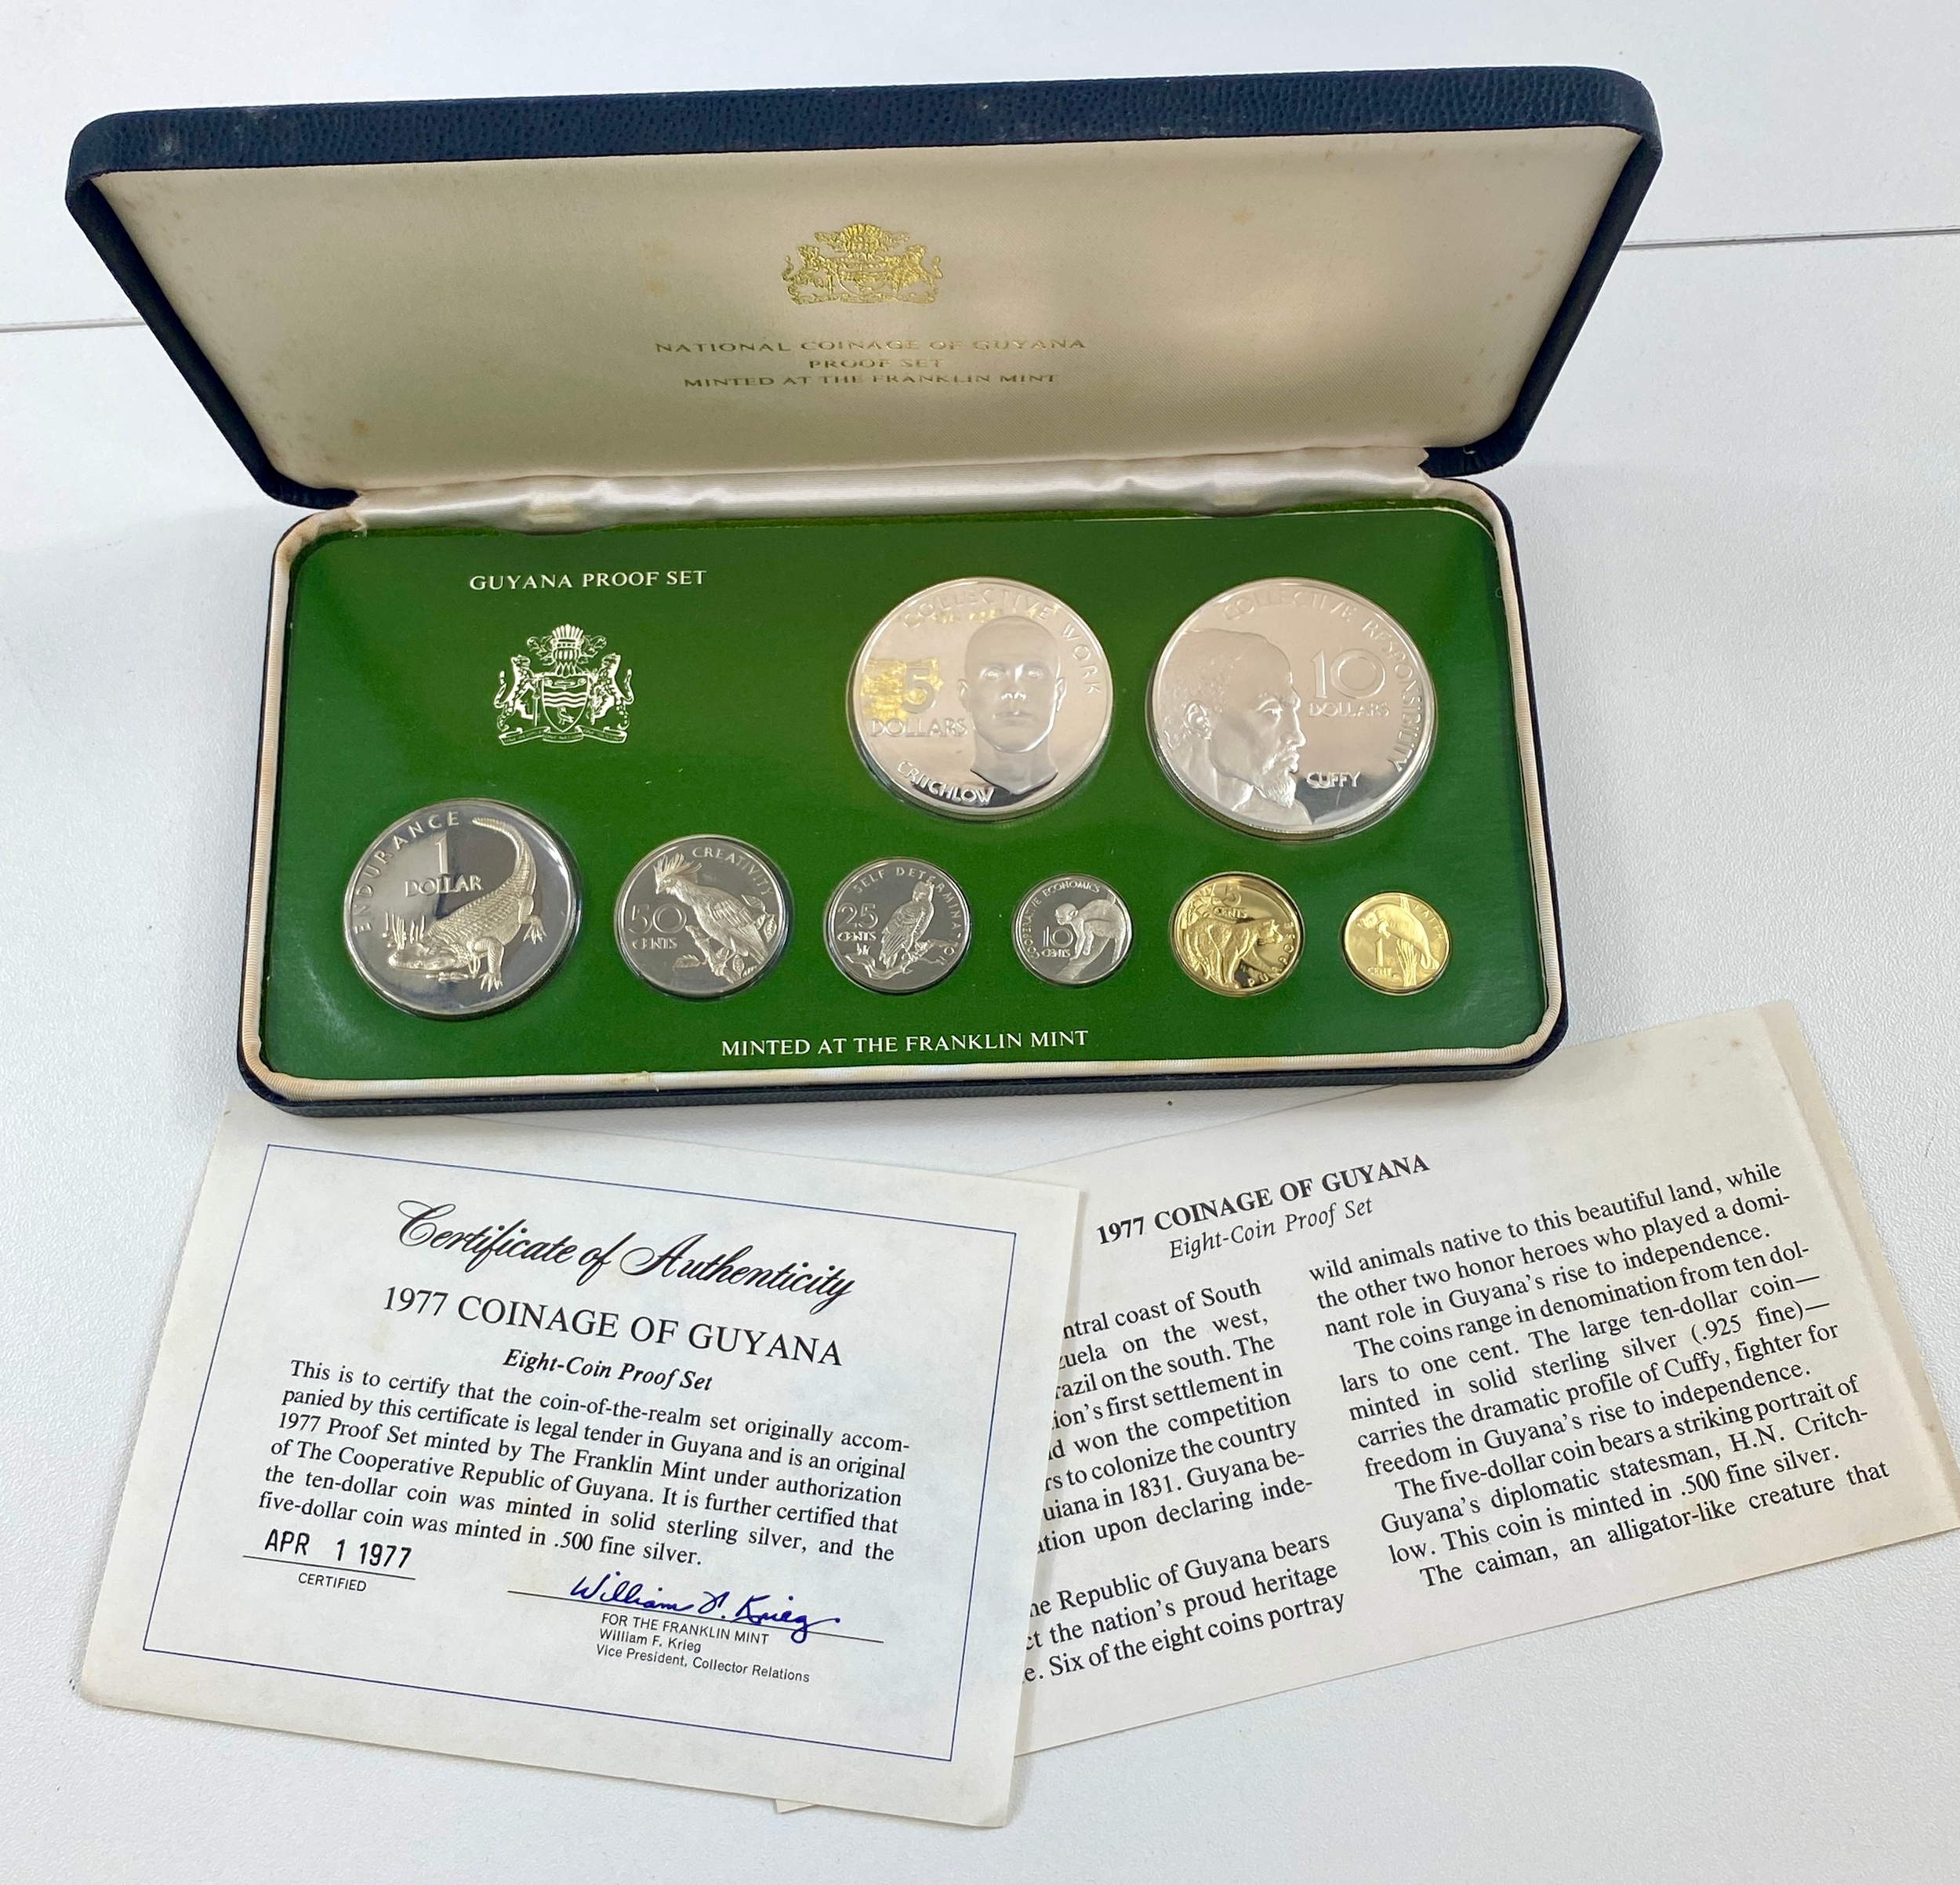 NATIONAL COINAGE OF GUYANA
PROOF SET
MINTED AT THE FRANKLIN MINT
GUYANA PROOF SET
COLLECTIVE WORK
5
DOLLARS
CRITCHLOW
COLLECTIVE RESPONSIBILITY
10
DOLLARS
CUFFY
ENDURANCE
1
DOLLAR
CREATIVITY
50
CENTS
SELF DETERMINATION
25
CENTS
COOPERATIVE ECONOMICS
10
CENTS
5
CENTS
PURPOSE
FAITH
1
CENT
MINTED AT THE FRANKLIN MINT
Certificate of Authenticity
1977 COINAGE OF GUYANA
Eight-Coin Proof Set
This is to certify that the coin-of-the-realm set originally accom-
panied by this certificate is legal tender in Guyana and is an original
1977 Proof Set minted by The Franklin Mint under authorization
of The Cooperative Republic of Guyana. It is further certified that
the ten-dollar coin was minted in solid sterling silver, and the
five-dollar coin was minted in .500 fine silver.
APR 1 1977
CERTIFIED
William F. Krieg
FOR THE FRANKLIN MINT
William F. Krieg
Vice President, Collector Relations
1977 COINAGE OF GUYANA
Eight-Coin Proof Set
ntral coast of South
zuela on the west,
razil on the south. The
ion's first settlement in
d won the competition
rs to colonize the country
uiana in 1831. Guyana be-
ation upon declaring inde-
he Republic of Guyana bears
ct the nation's proud heritage
e. Six of the eight coins portray
wild animals native to this beautiful land, while
the other two honor heroes who played a domi-
nant role in Guyana's rise to independence.
The coins range in denomination from ten dol-
lars to one cent. The large ten-dollar coin—
minted in solid sterling silver (.925 fine)—
carries the dramatic profile of Cuffy, fighter for
freedom in Guyana's rise to independence.
The five-dollar coin bears a striking portrait of
Guyana's diplomatic statesman, H.N. Critch-
low. This coin is minted in .500 fine silver.
The caiman, an alligator-like creature that